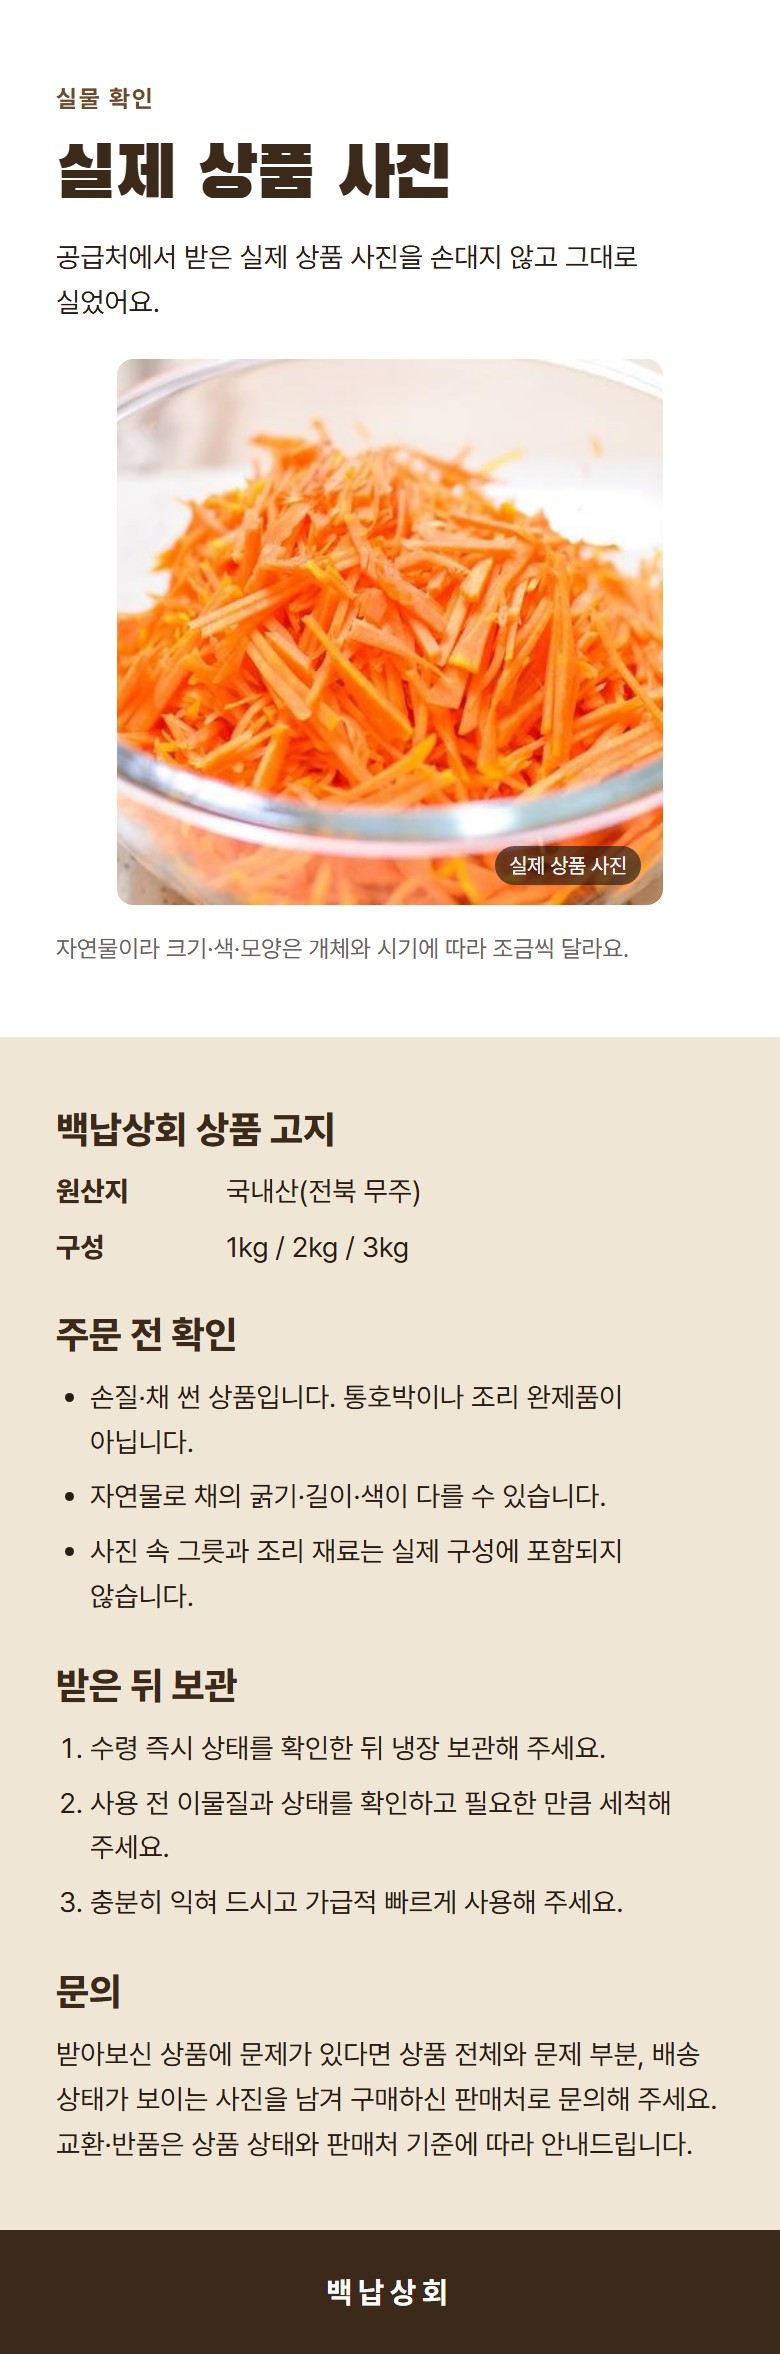 실물 확인
실제 상품 사진
공급처에서 받은 실제 상품 사진을 손대지 않고 그대로
실었어요.
실제 상품 사진
자연물이라 크기·색·모양은 개체와 시기에 따라 조금씩 달라요.
백납상회 상품 고지
원산지 국내산(전북 무주)
구성 1kg / 2kg / 3kg
주문 전 확인
• 손질·채 썬 상품입니다. 통호박이나 조리 완제품이
아닙니다.
• 자연물로 채의 굵기·길이·색이 다를 수 있습니다.
• 사진 속 그릇과 조리 재료는 실제 구성에 포함되지
않습니다.
받은 뒤 보관
1. 수령 즉시 상태를 확인한 뒤 냉장 보관해 주세요.
2. 사용 전 이물질과 상태를 확인하고 필요한 만큼 세척해
주세요.
3. 충분히 익혀 드시고 가급적 빠르게 사용해 주세요.
문의
받아보신 상품에 문제가 있다면 상품 전체와 문제 부분, 배송
상태가 보이는 사진을 남겨 구매하신 판매처로 문의해 주세요.
교환·반품은 상품 상태와 판매처 기준에 따라 안내드립니다.
백납상회